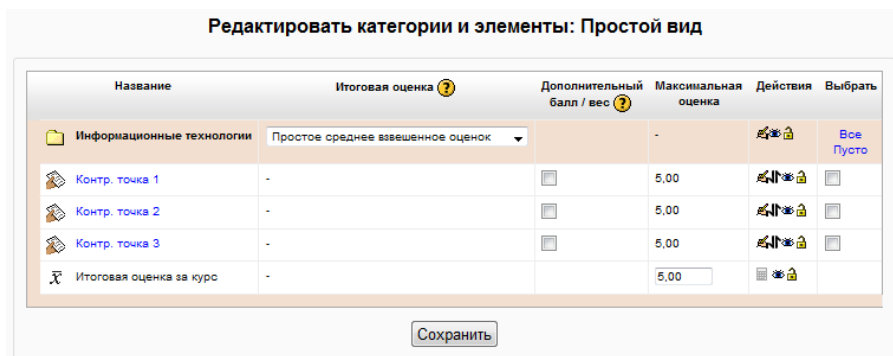 Редактировать категории и элементы: Простой вид
Название Итоговая оценка ? Дополнительный балл / вес ? Максимальная оценка Действия Выбрать
Информационные технологии Простое среднее взвешенное оценок - Все
Пусто
Контр. точка 1 - 5,00
Контр. точка 2 - 5,00
Контр. точка 3 - 5,00
x̅ Итоговая оценка за курс - 5,00
Сохранить